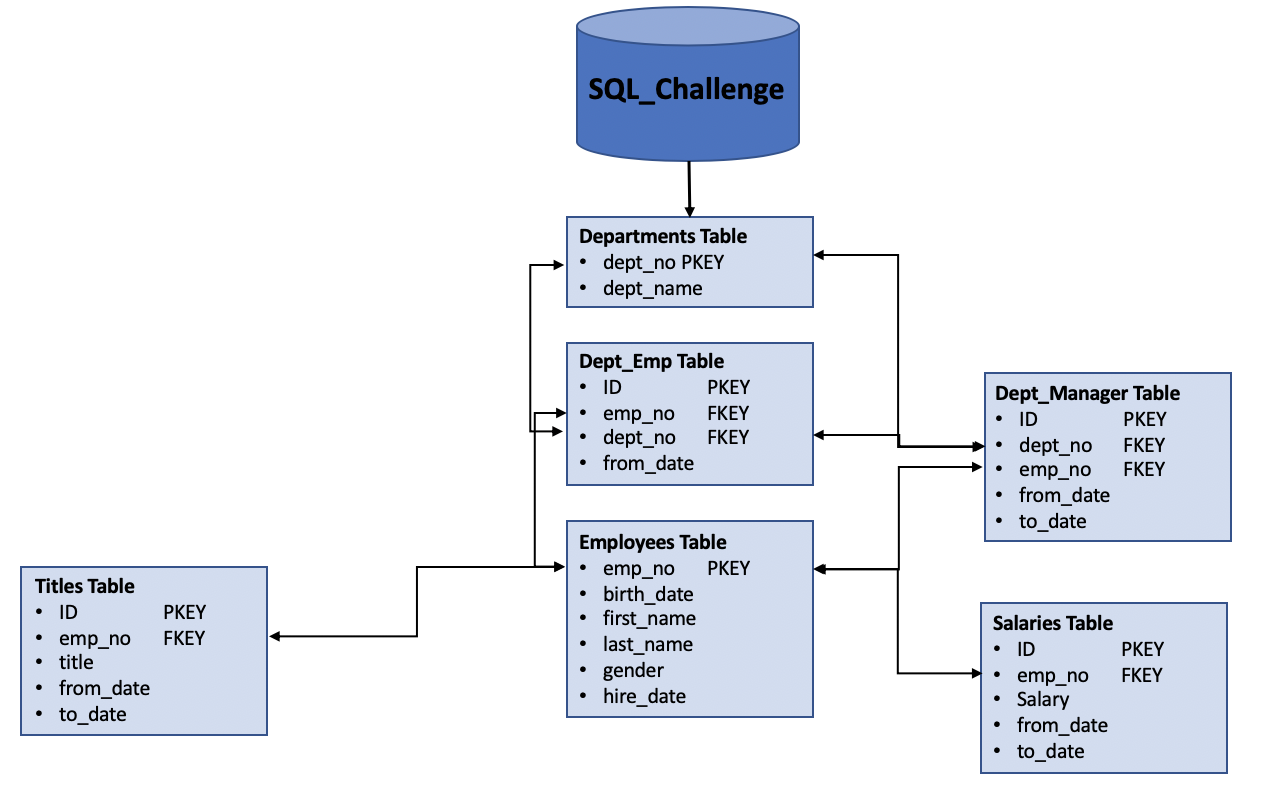 SQL_Challenge
Departments Table
• dept_no PKEY
• dept_name
Dept_Emp Table
• ID PKEY
• emp_no FKEY
• dept_no FKEY
• from_date
Dept_Manager Table
• ID PKEY
• dept_no FKEY
• emp_no FKEY
• from_date
• to_date
Employees Table
• emp_no PKEY
• birth_date
• first_name
• last_name
• gender
• hire_date
Titles Table
• ID PKEY
• emp_no FKEY
• title
• from_date
• to_date
Salaries Table
• ID PKEY
• emp_no FKEY
• Salary
• from_date
• to_date